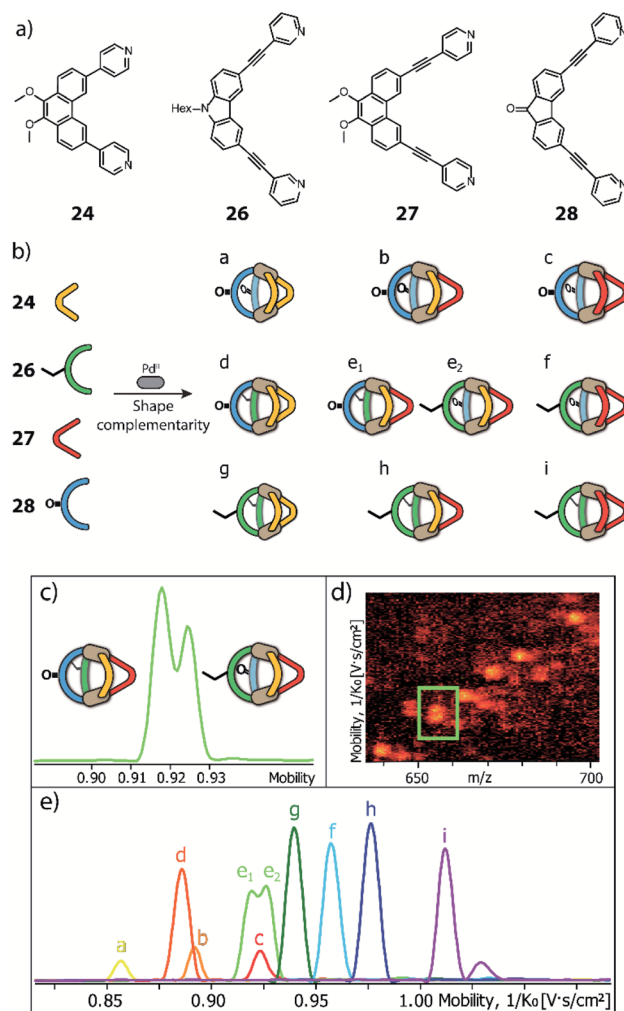 a)
N
N
O
O
24
N
Hex-N
N
26
N
O
O
N
27
N
O
N
28
b)
24
26
27
28
Pd^II
Shape
complementarity
a
b
c
d
e₁
e₂
f
g
h
i
O
O
O
O
O
O
O
O
O
O
O
c)
O
O
0.90
0.91
0.92
0.93
Mobility
d)
Mobility, 1/K₀[V·s/cm²]
650
m/z
700
e)
a
d
b
e₁
e₂
c
g
f
h
i
0.85
0.90
0.95
1.00
Mobility, 1/K₀[V·s/cm²]